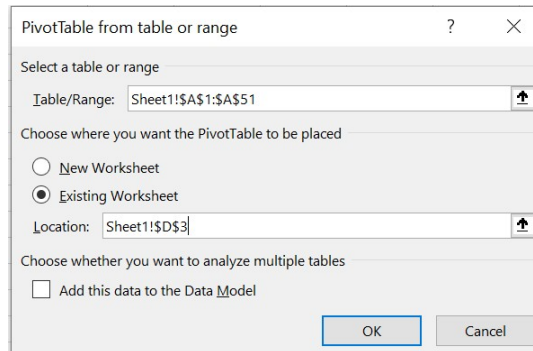 PivotTable from table or range ?
Select a table or range
Table/Range: Sheet1!$A$1:$A$51
Choose where you want the PivotTable to be placed
New Worksheet
Existing Worksheet
Location: Sheet1!$D$3
Choose whether you want to analyze multiple tables
Add this data to the Data Model
OK Cancel